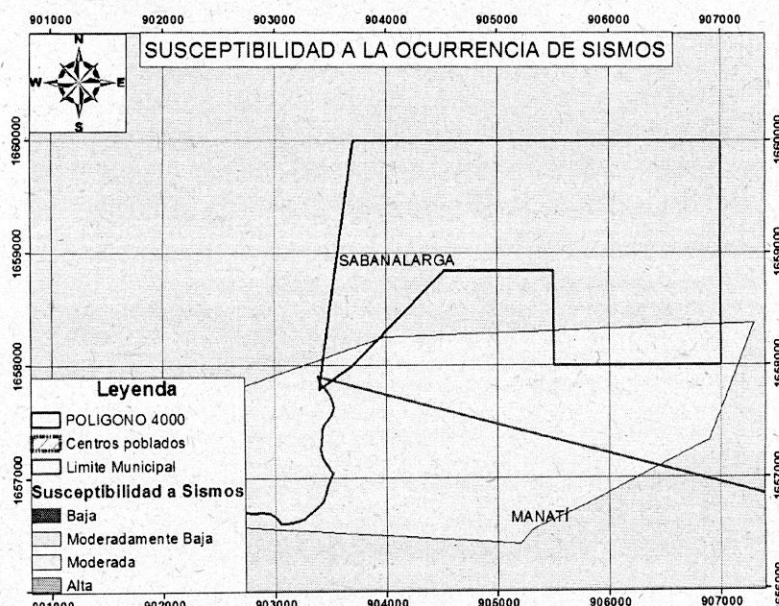 901000 902000 903000 904000 905000 906000 907000
N
W E
S
SUSCEPTIBILIDAD A LA OCURRENCIA DE SISMOS
1660000 1660000
1659000 1659000
SABANALARGA
1658000 1658000
Leyenda
POLIGONO 4000
Centros poblados
Limite Municipal
1657000 1657000
Susceptibilidad a Sismos
Baja
MANATÍ
Moderadamente Baja
Moderada
Alta
901000 902000 903000 904000 905000 906000 907000